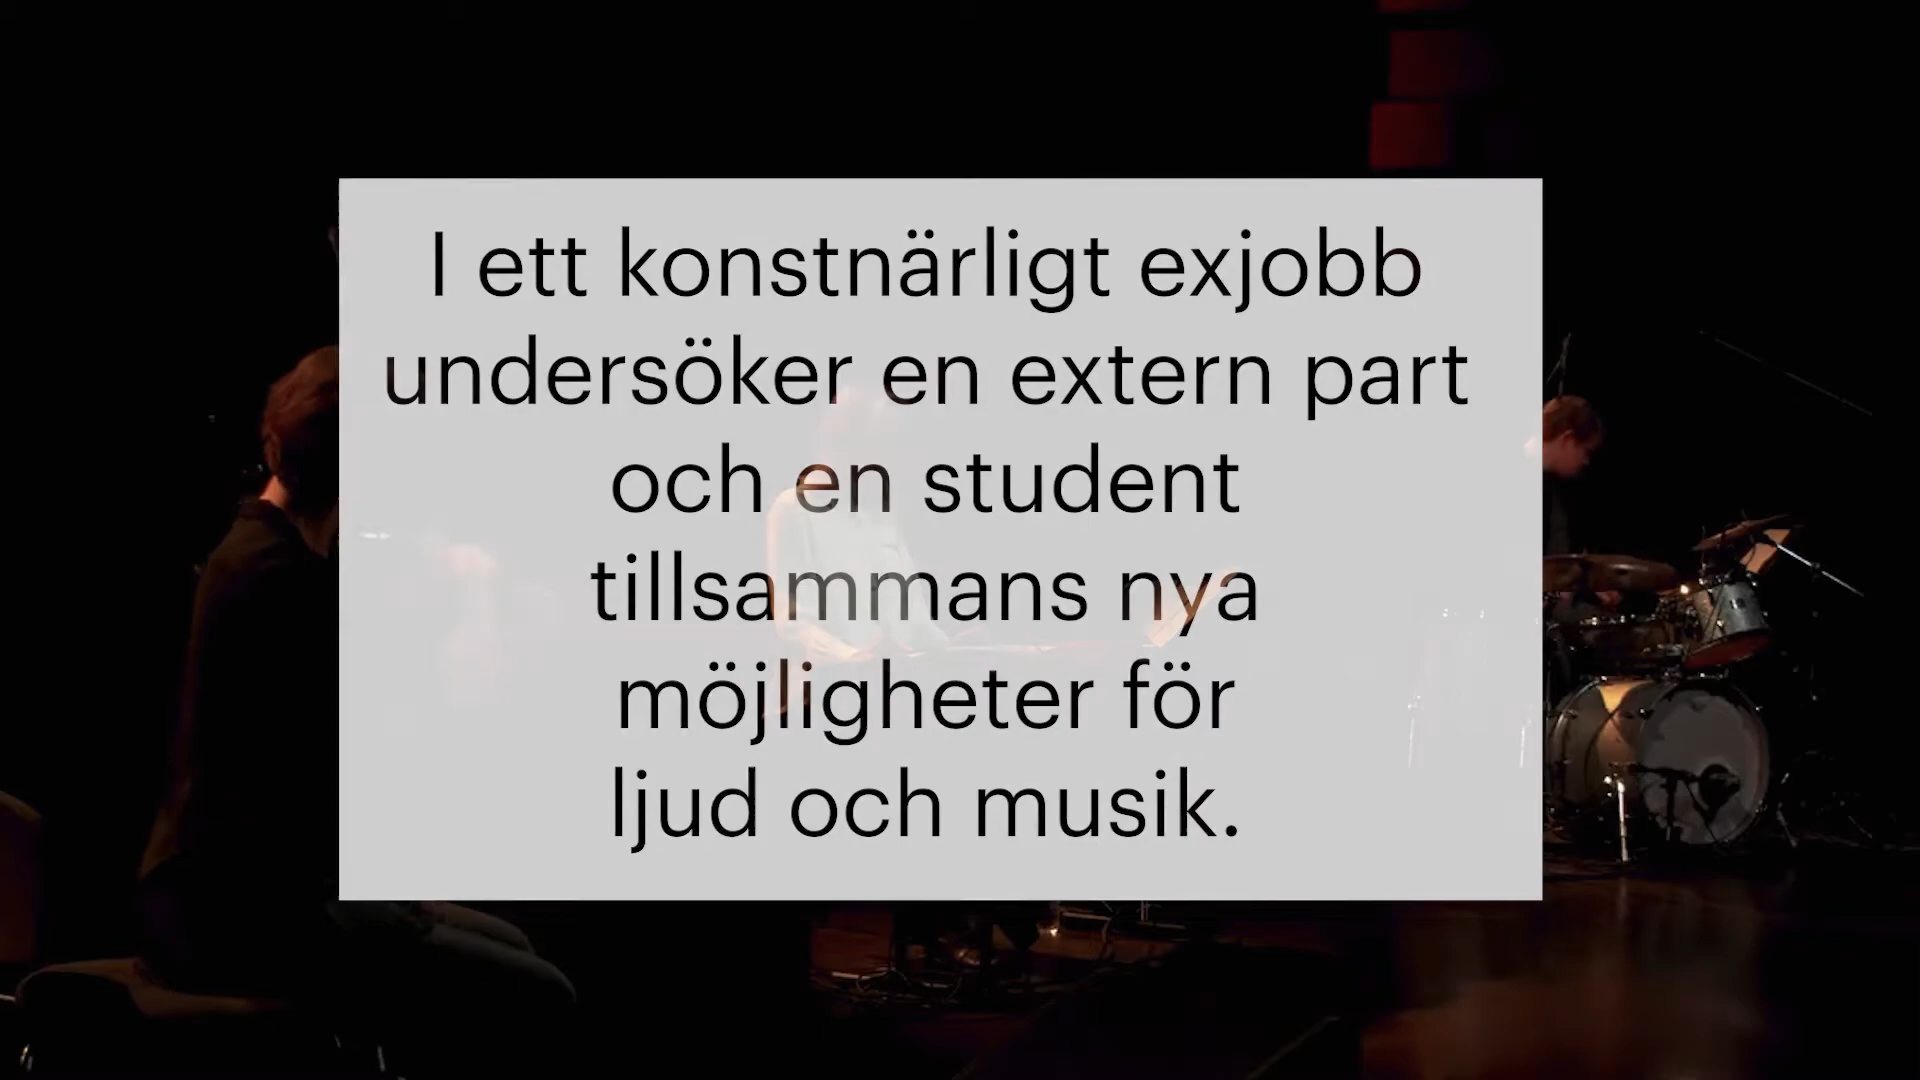 I ett konstnärligt exjobb
undersöker en extern part
och en student
tillsammans nya
möjligheter för
ljud och musik.